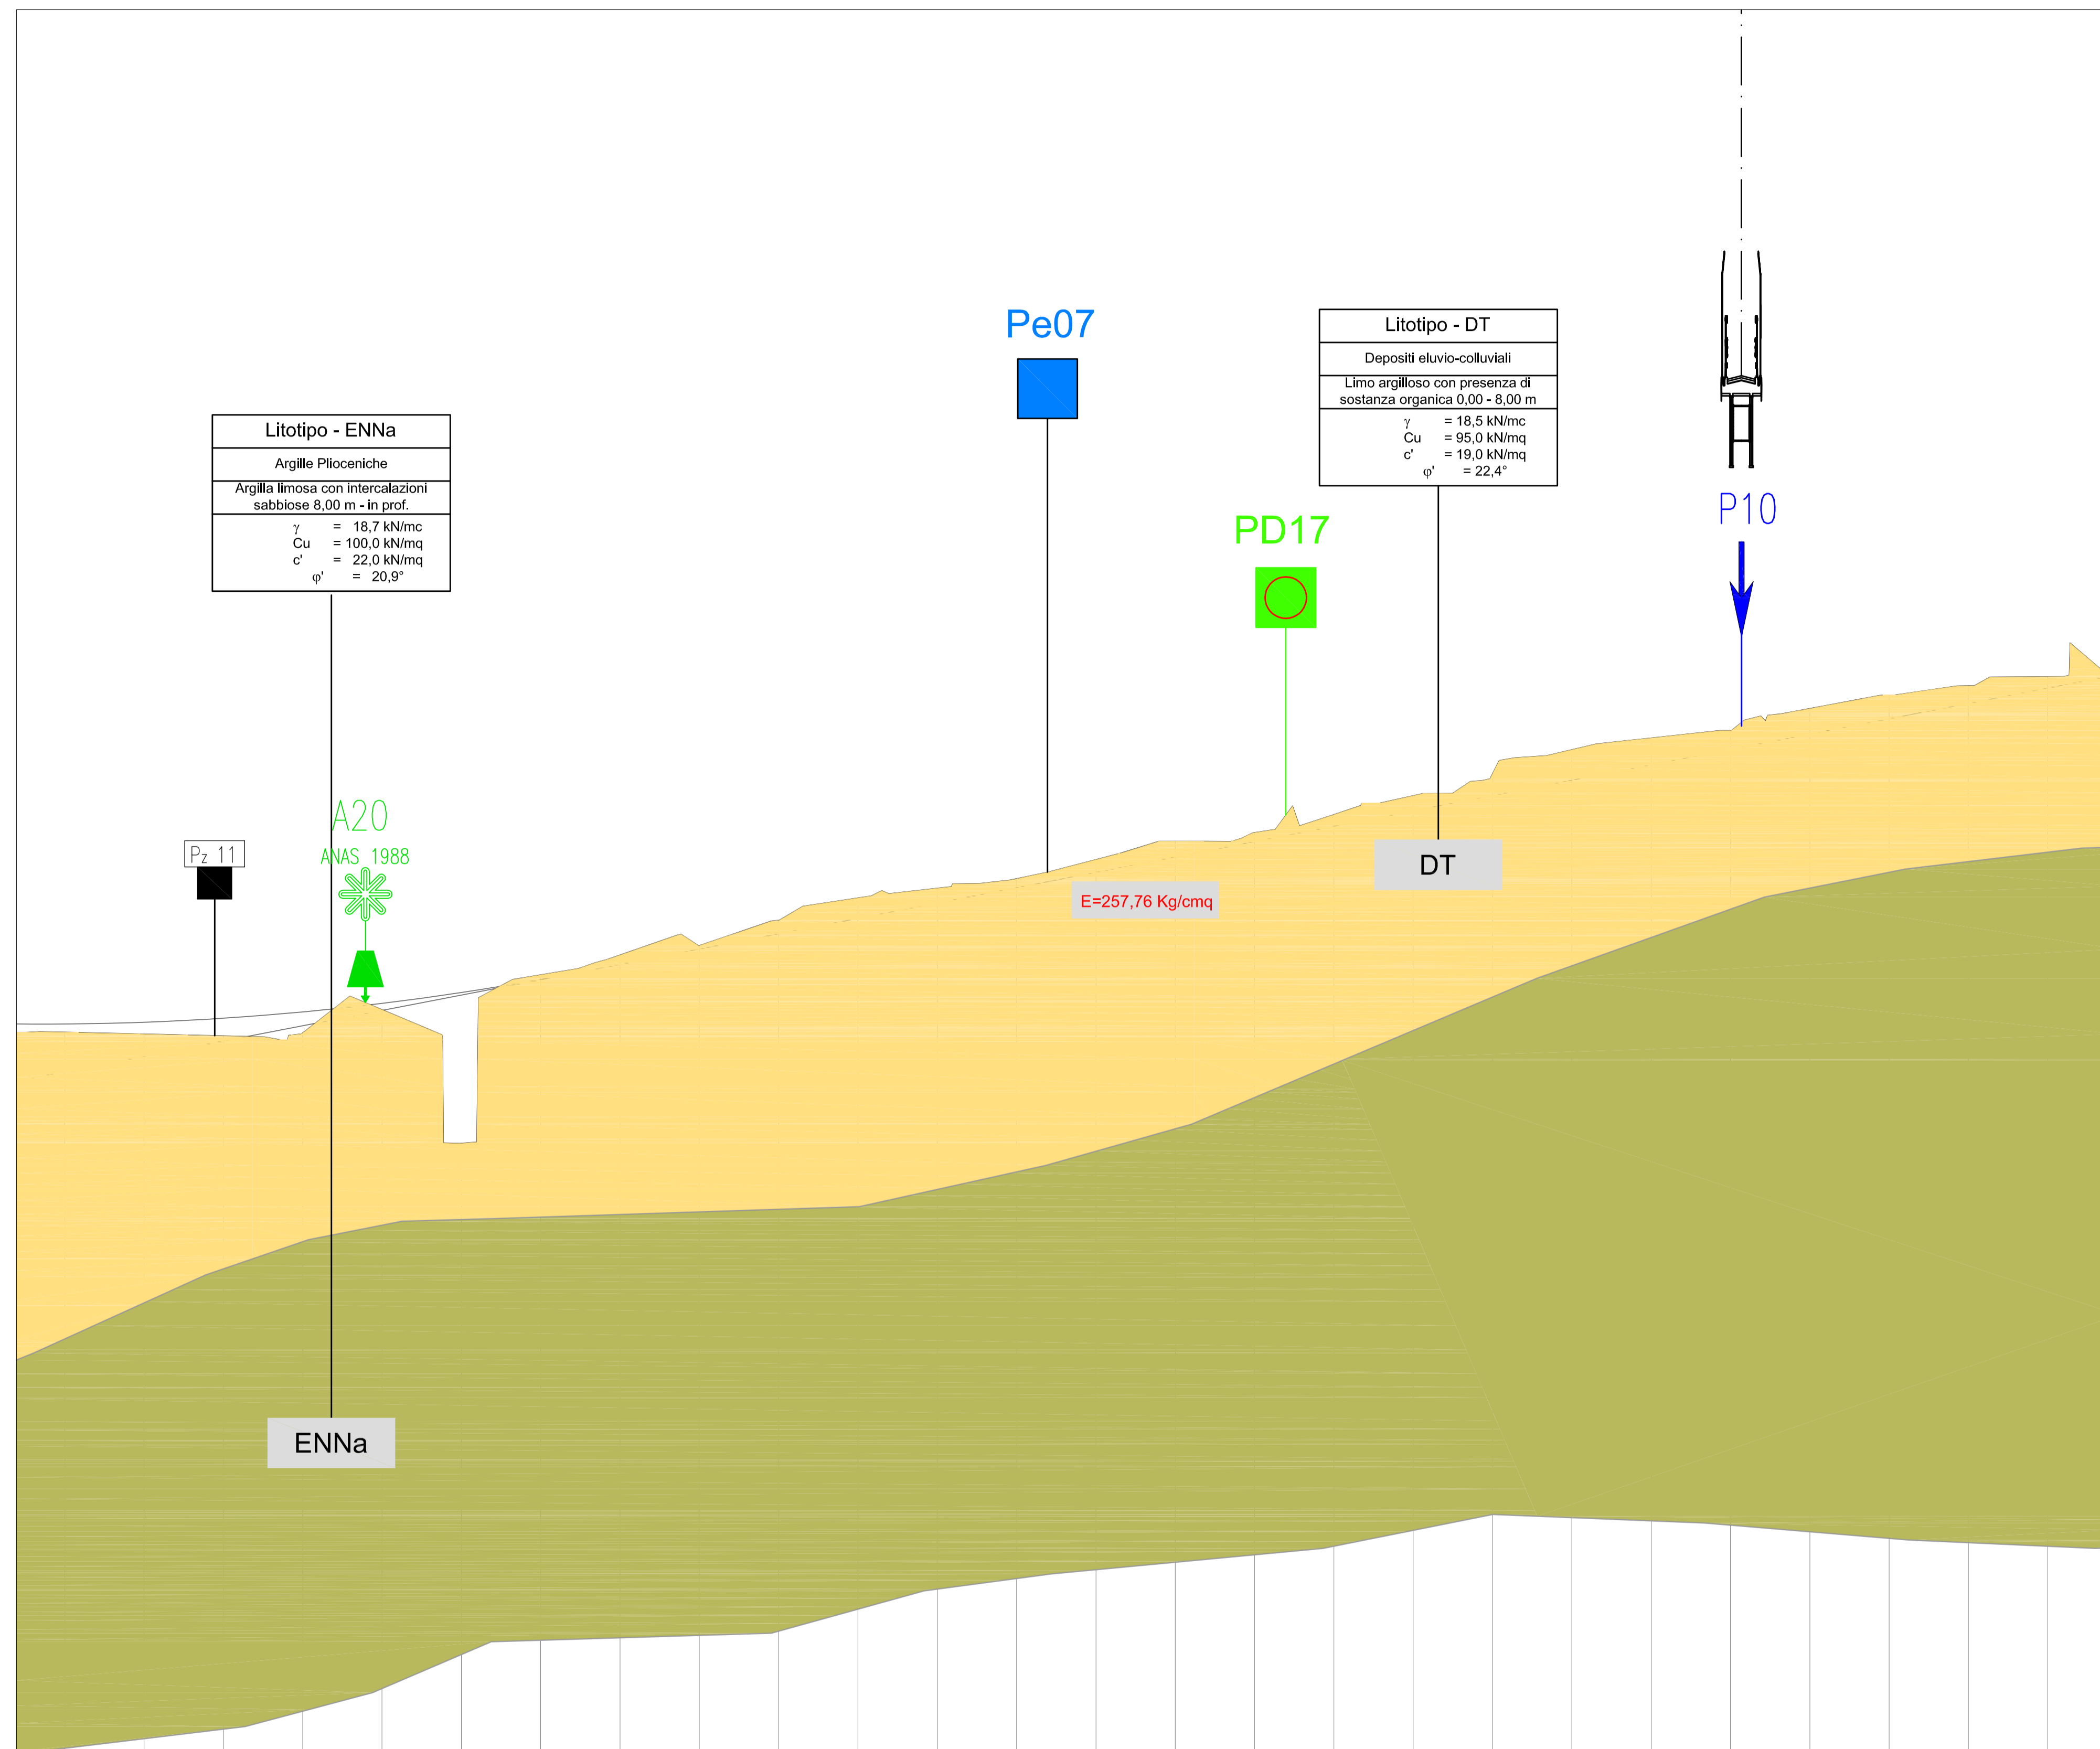 Pe07
Litotipo - DT
Depositi eluvio-colluviali
Limo argilloso con presenza di
sostanza organica 0,00 - 8,00 m
γ = 18,5 kN/mc
Cu = 95,0 kN/mq
c' = 19,0 kN/mq
φ' = 22,4°
Litotipo - ENNa
Argille Plioceniche
Argilla limosa con intercalazioni
sabbiose 8,00 m - in prof.
γ = 18,7 kN/mc
Cu = 100,0 kN/mq
c' = 22,0 kN/mq
φ' = 20,9°
P10
PD17
A20
ANAS 1988
Pz 11
DT
E=257,76 Kg/cmq
ENNa